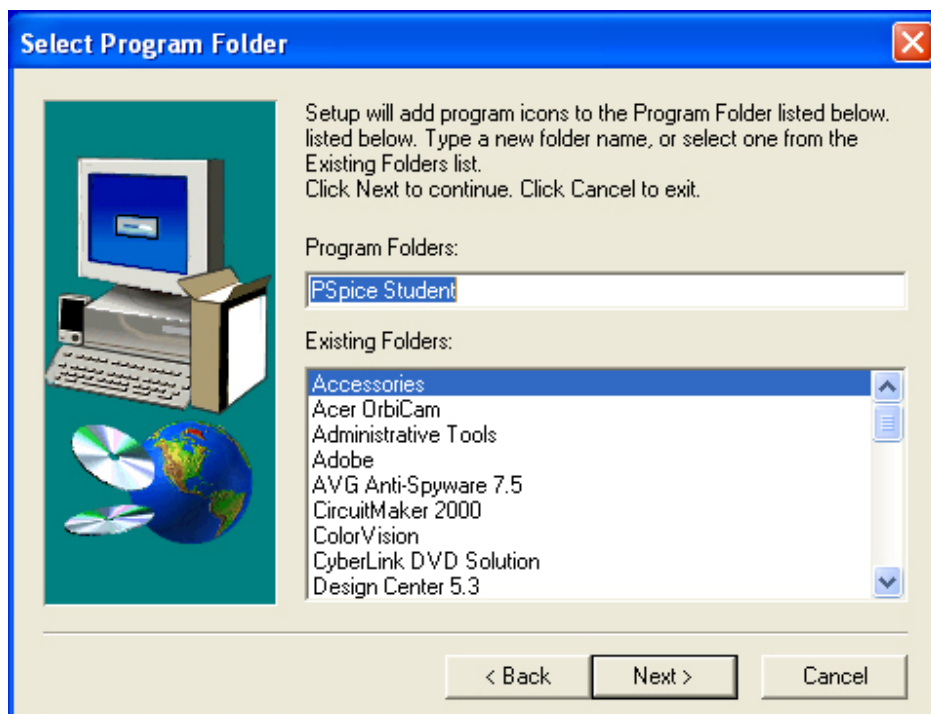 Select Program Folder
Setup will add program icons to the Program Folder listed below.
listed below. Type a new folder name, or select one from the
Existing Folders list.
Click Next to continue. Click Cancel to exit.
Program Folders:
PSpice Student
Existing Folders:
Accessories
Acer OrbiCam
Administrative Tools
Adobe
AVG Anti-Spyware 7.5
CircuitMaker 2000
ColorVision
CyberLink DVD Solution
Design Center 5.3
< Back Next > Cancel